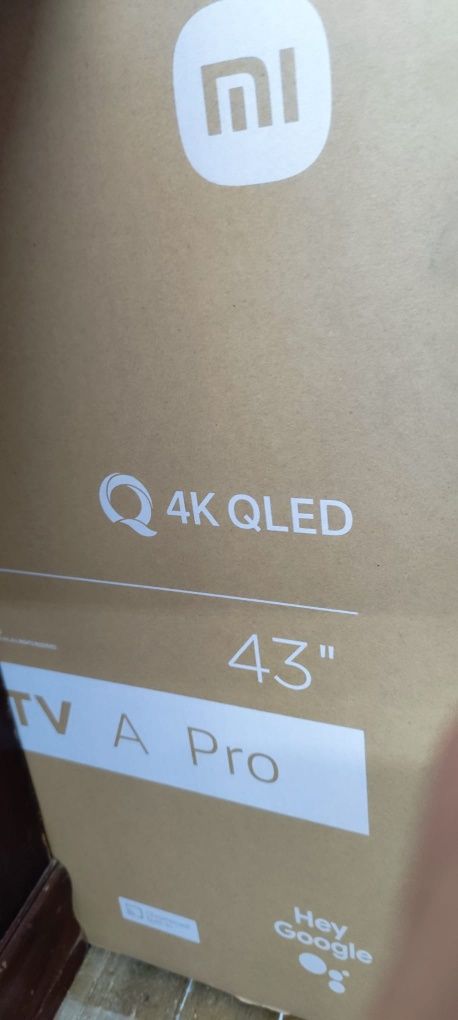 mi
4K QLED
43"
TV A Pro
Hey
Google